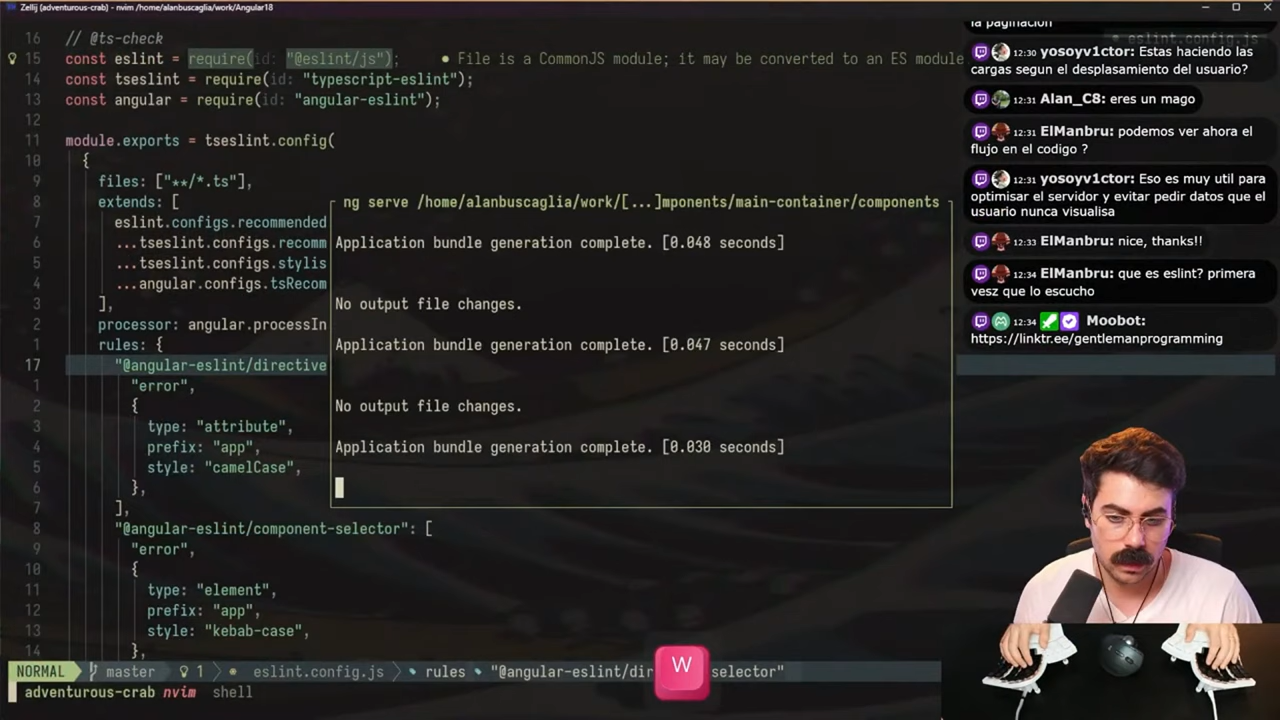 Zellij (adventurous-crab) - nvim /home/alanbuscaglia/work/Angular18
16 // @ts-check
15 const eslint = require(id: "@eslint/js"); ● File is a CommonJS module; it may be converted to an ES module
14 const tseslint = require(id: "typescript-eslint");
13 const angular = require(id: "angular-eslint");
12
11 module.exports = tseslint.config(
10 {
9 files: ["**/*.ts"],
8 extends: [
7 eslint.configs.recommended
6 ...tseslint.configs.recomm
5 ...tseslint.configs.stylis
4 ...angular.configs.tsRecom
3 ],
2 processor: angular.processIn
1 rules: {
17 "@angular-eslint/directive
1 "error",
2 {
3 type: "attribute",
4 prefix: "app",
5 style: "camelCase",
6 },
7 ],
8 "@angular-eslint/component-selector": [
9 "error",
10 {
11 type: "element",
12 prefix: "app",
13 style: "kebab-case",
14 },
ng serve /home/alanbuscaglia/work/[...]mponents/main-container/components
Application bundle generation complete. [0.048 seconds]
No output file changes.
Application bundle generation complete. [0.047 seconds]
No output file changes.
Application bundle generation complete. [0.030 seconds]
NORMAL master 1 eslint.config.js rules "@angular-eslint/dir selector"
W
adventurous-crab nvim shell
eslint.config.js
la paginacion
12:30 yosoyv1ctor: Estas haciendo las
cargas segun el desplasamiento del usuario?
12:31 Alan_C8: eres un mago
12:31 ElManbru: podemos ver ahora el
flujo en el codigo ?
12:31 yosoyv1ctor: Eso es muy util para
optimisar el servidor y evitar pedir datos que el
usuario nunca visualisa
12:33 ElManbru: nice, thanks!!
12:34 ElManbru: que es eslint? primera
vesz que lo escucho
12:34 Moobot:
https://linktr.ee/gentlemanprogramming